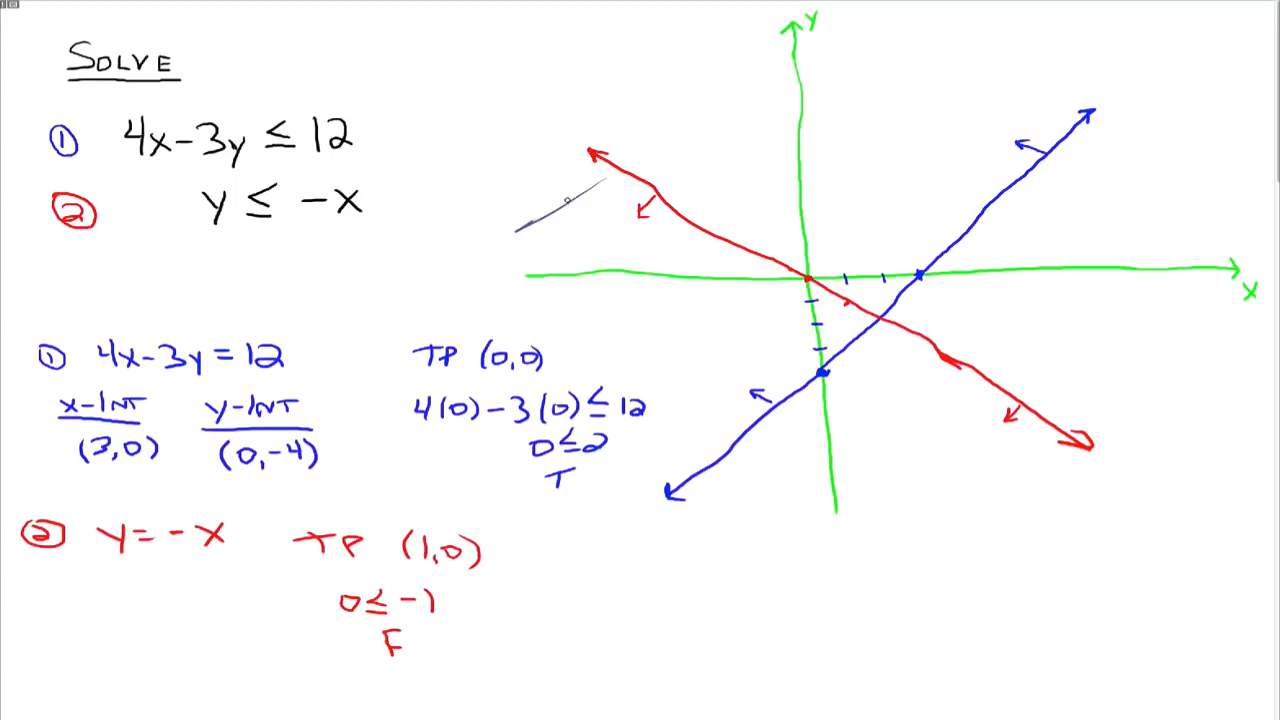 SOLVE
① 4x-3y ≤ 12
② y ≤ -x
Y
X
① 4x-3y = 12
x-INT y-INT
(3,0) (0,-4)
TP (0,0)
4(0)-3(0) ≤ 12
0 ≤ 2
T
② y = -x
TP (1,0)
0 ≤ -1
F